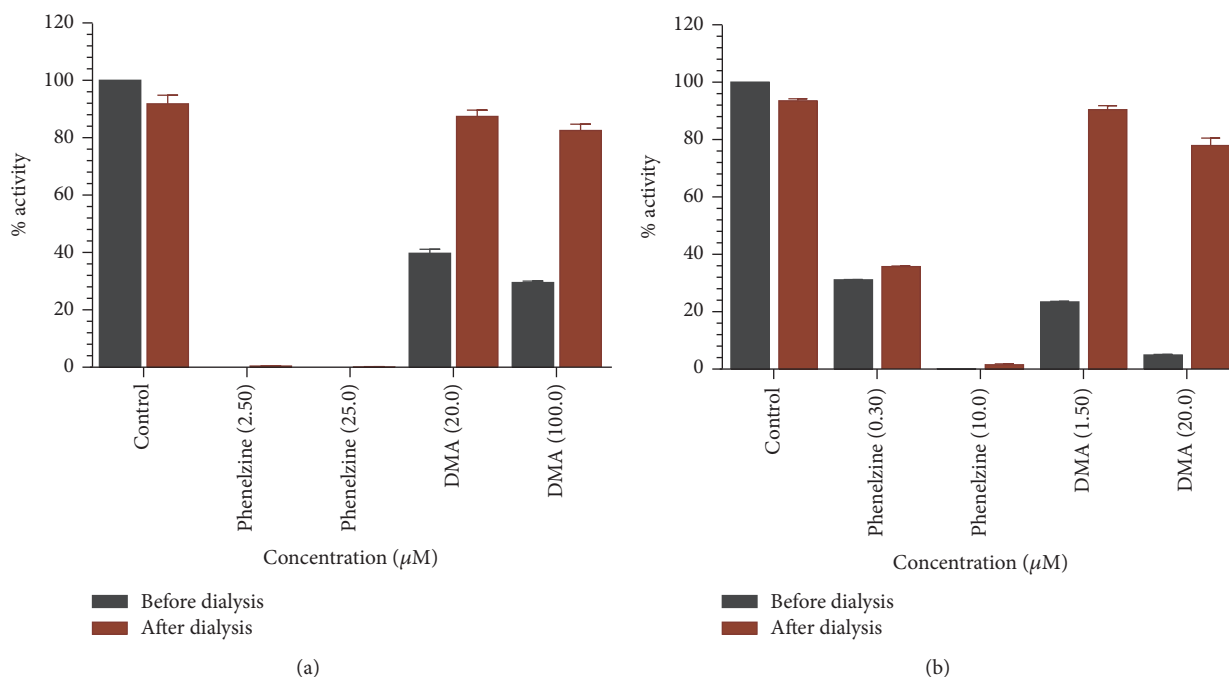 120
100
80
60
40
20
0
% activity
Control
Phenelzine (2.50)
Phenelzine (25.0)
DMA (20.0)
DMA (100.0)
Concentration (μM)
Before dialysis
After dialysis
(a)
120
100
80
60
40
20
0
% activity
Control
Phenelzine (0.30)
Phenelzine (10.0)
DMA (1.50)
DMA (20.0)
Concentration (μM)
Before dialysis
After dialysis
(b)